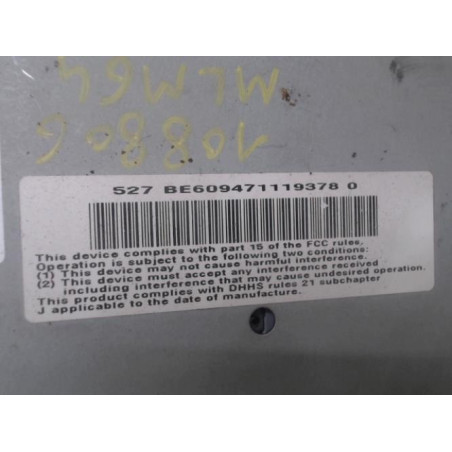 MLM64
108806
S27 BE609471119378 0
This device complies with part 15 of the FCC rules,
Operation is subject to the following two conditions:
(1) This device may not cause harmful interference.
(2) This device must accept any interference received
including interference that may cause undesired operation.
This product complies with DHHS rules 21 subchapter
J applicable to the date of manufacture.